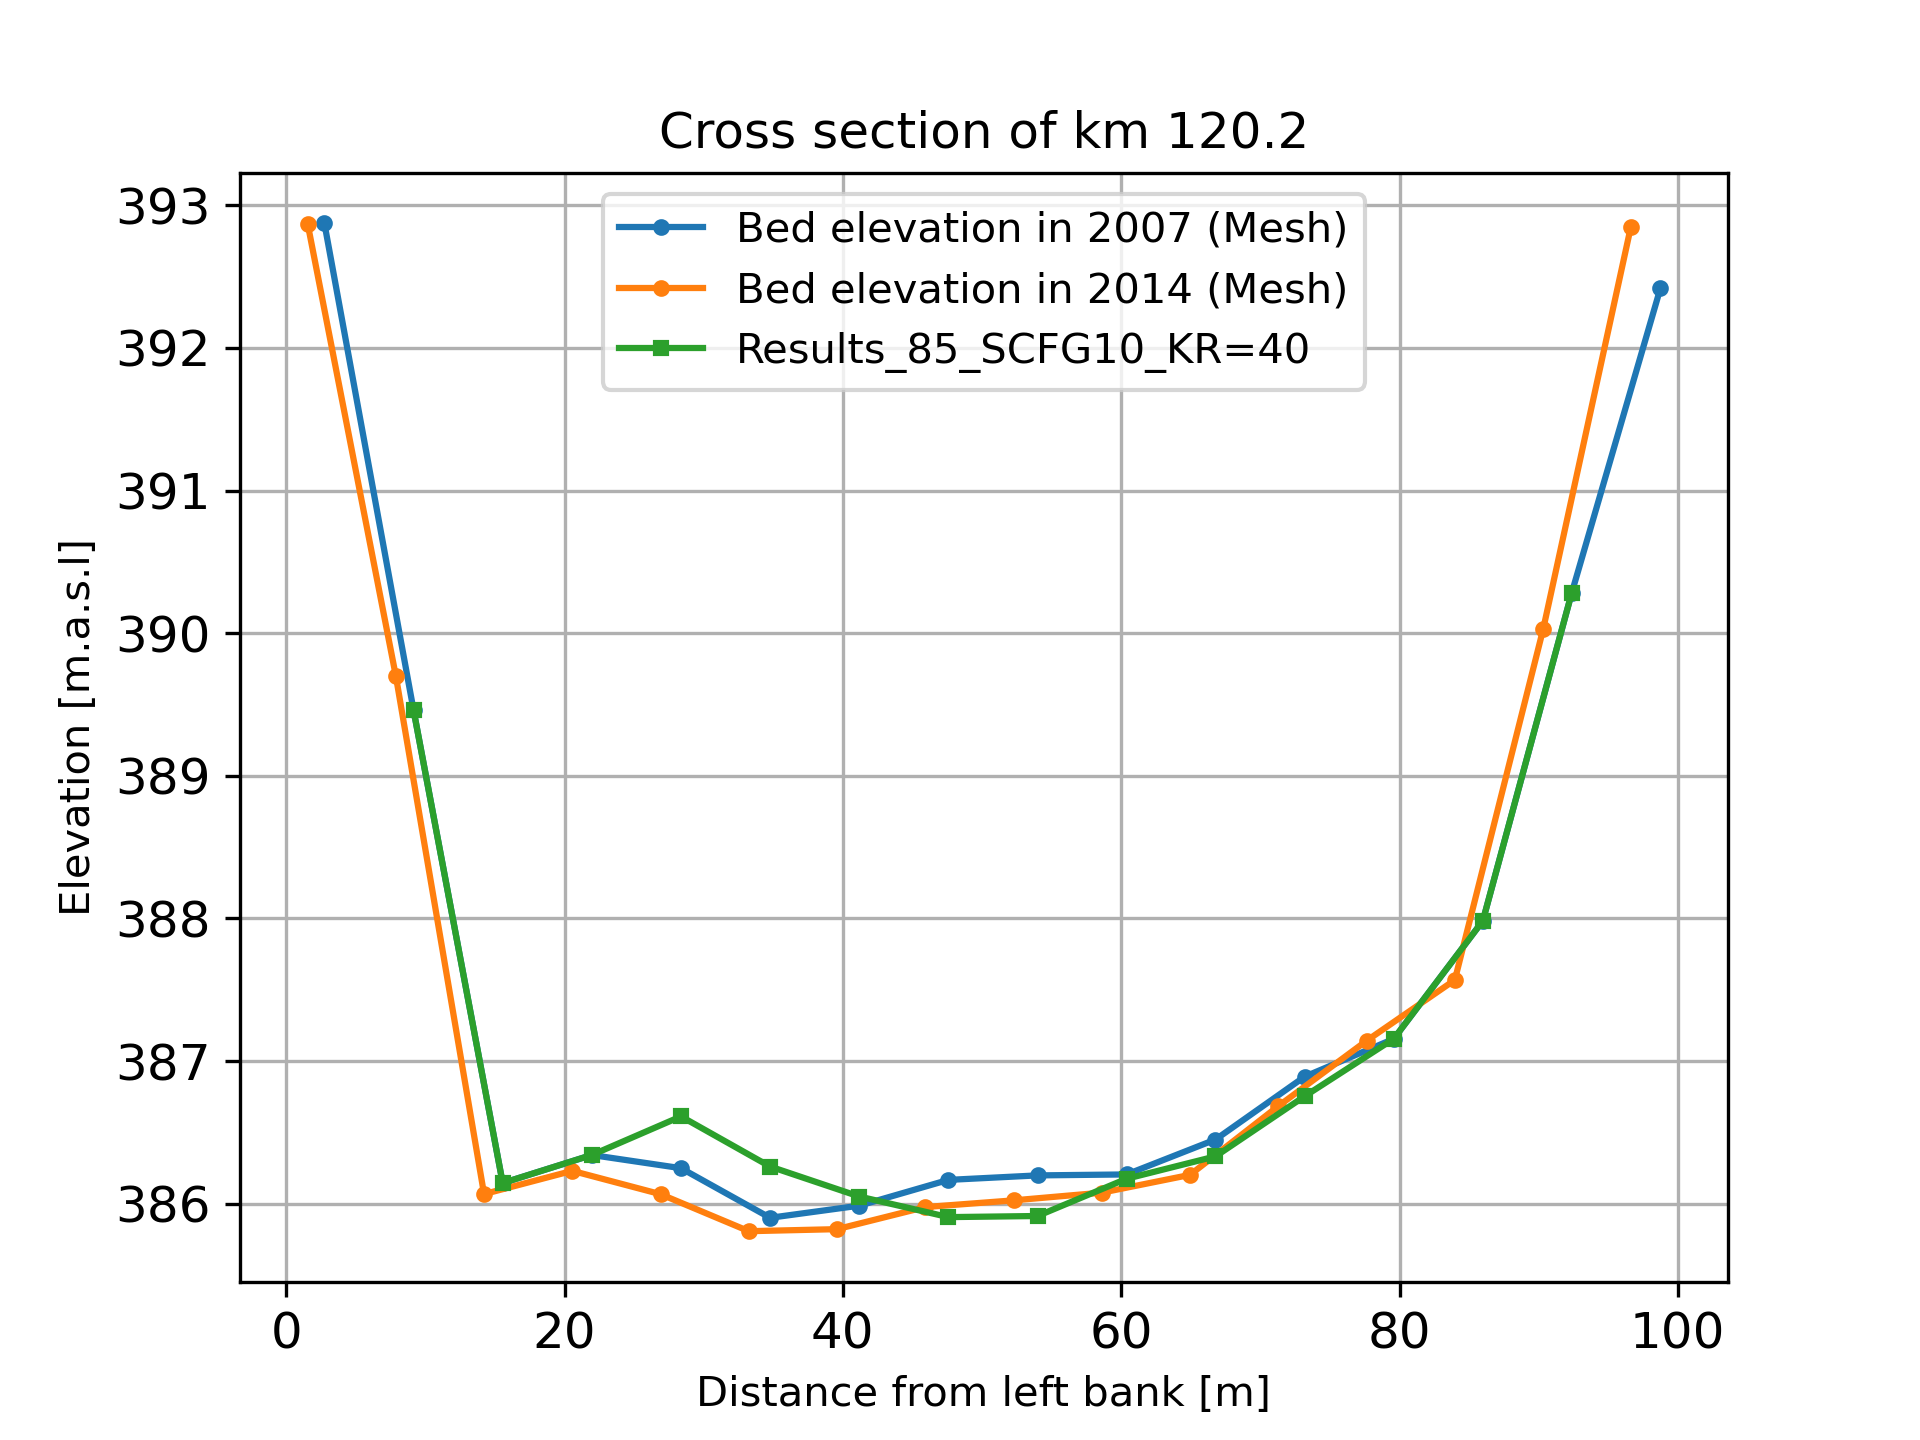 Cross section of km 120.2
Bed elevation in 2007 (Mesh)
Bed elevation in 2014 (Mesh)
Results_85_SCFG10_KR=40
393
392
391
390
389
388
387
386
Elevation [m.a.s.l]
0 20 40 60 80 100
Distance from left bank [m]